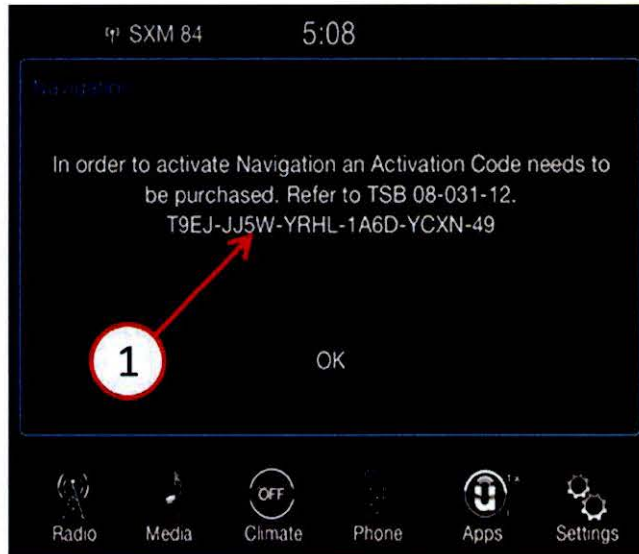 SXM 84 5:08
Navigation
In order to activate Navigation an Activation Code needs to
be purchased. Refer to TSB 08-031-12.
T9EJ-JJ5W-YRHL-1A6D-YCXN-49
1
OK
OFF
Radio Media Climate Phone Apps Settings